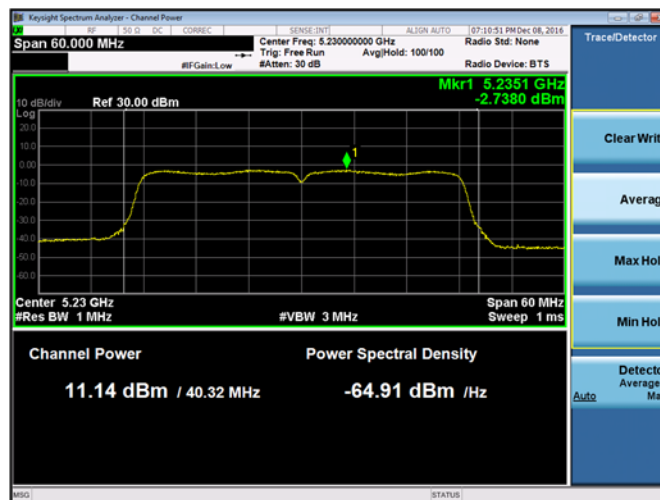 Keysight Spectrum Analyzer - Channel Power
RF 50 Ω DC CORREC SENSE:INT ALIGN AUTO 07:10:51 PM Dec 08, 2016
Span 60.000 MHz
Center Freq: 5.230000000 GHz Radio Std: None
Trig: Free Run Avg|Hold: 100/100
#IFGain:Low #Atten: 30 dB Radio Device: BTS
Trace/Detector
Mkr1 5.2351 GHz
-2.7380 dBm
10 dB/div Ref 30.00 dBm
Log
20.0
10.0
0.00
-10.0
-20.0
-30.0
-40.0
-50.0
-60.0
1
Center 5.23 GHz Span 60 MHz
#Res BW 1 MHz #VBW 3 MHz Sweep 1 ms
Channel Power Power Spectral Density
11.14 dBm / 40.32 MHz -64.91 dBm /Hz
Clear Writ
Averag
Max Hol
Min Hol
Detecto
Average
Auto Ma
MSG STATUS